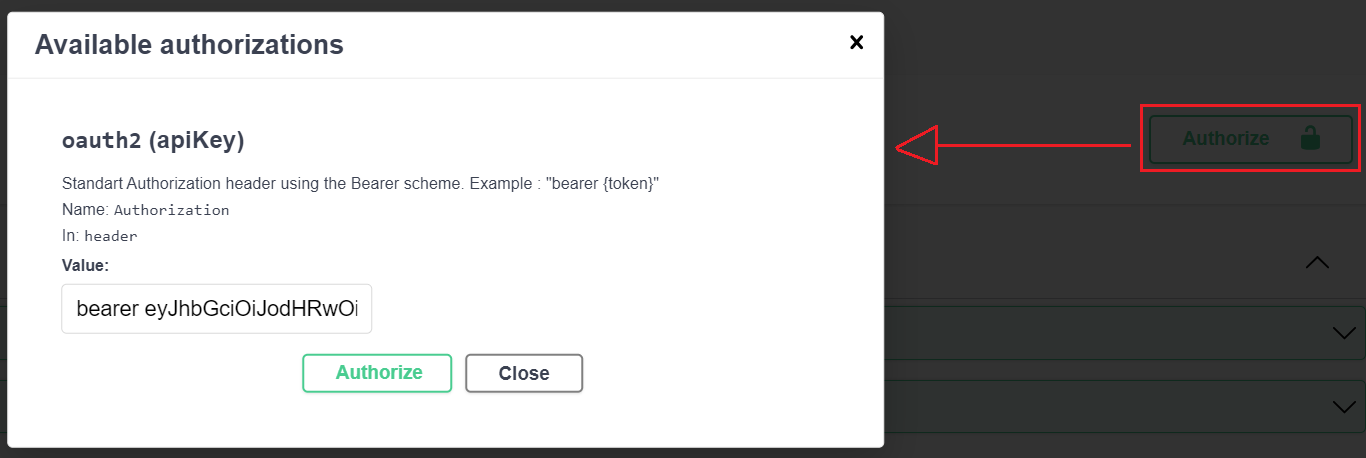 Available authorizations
Authorize
oauth2 (apiKey)
Standart Authorization header using the Bearer scheme. Example : "bearer {token}"
Name: Authorization
In: header
Value:
bearer eyJhbGciOiJodHRwOi
Authorize Close